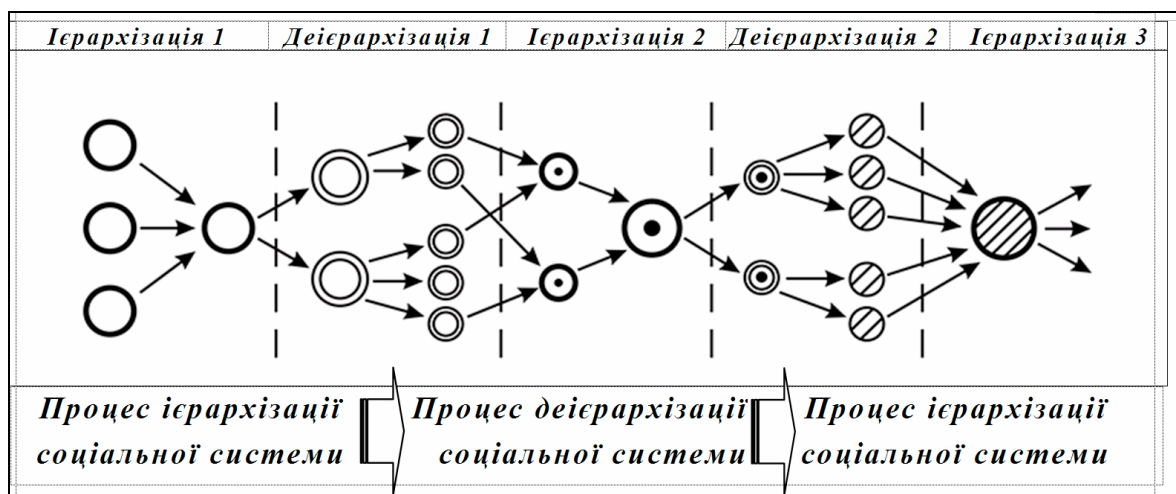 Ієрархізація 1 Деієрархізація 1 Ієрархізація 2 Деієрархізація 2 Ієрархізація 3
Процес ієрархізації Процес деієрархізації Процес ієрархізації
соціальної системи соціальної системи соціальної системи